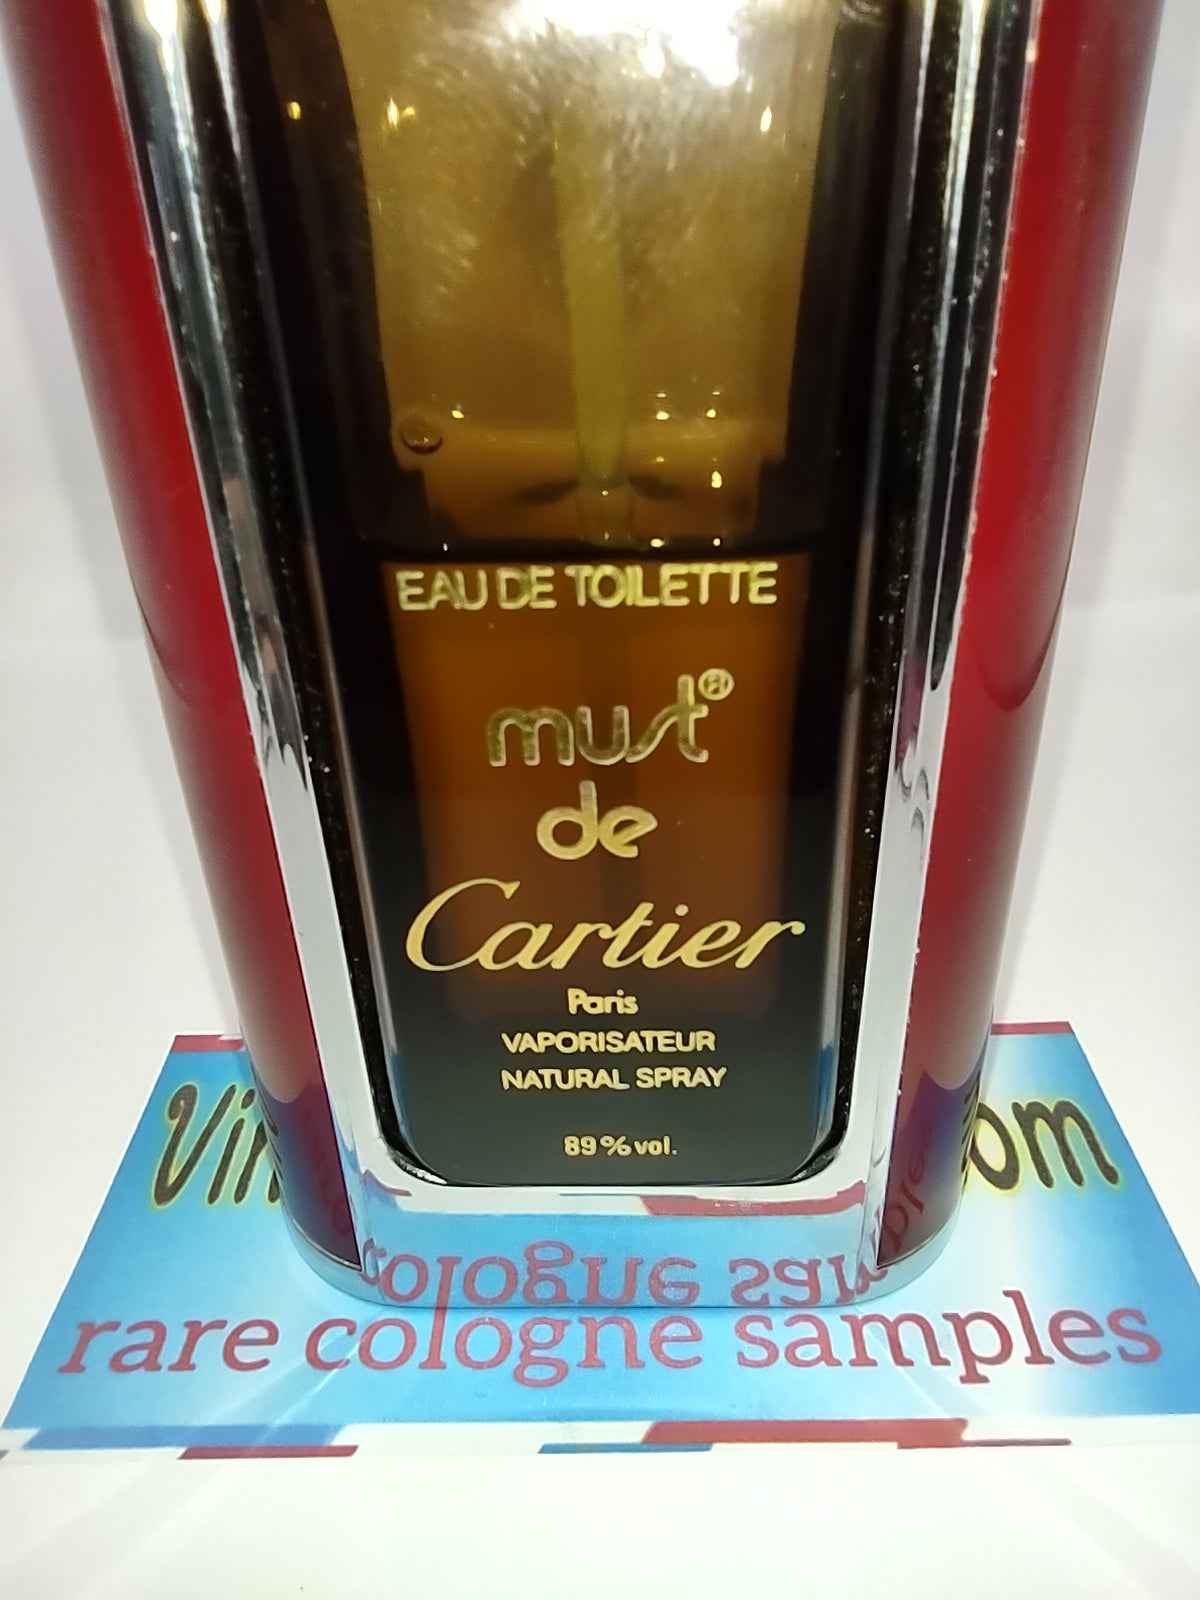 EAU DE TOILETTE
must®
de
Cartier
Paris
VAPORISATEUR
NATURAL SPRAY
89% vol.
rare cologne samples